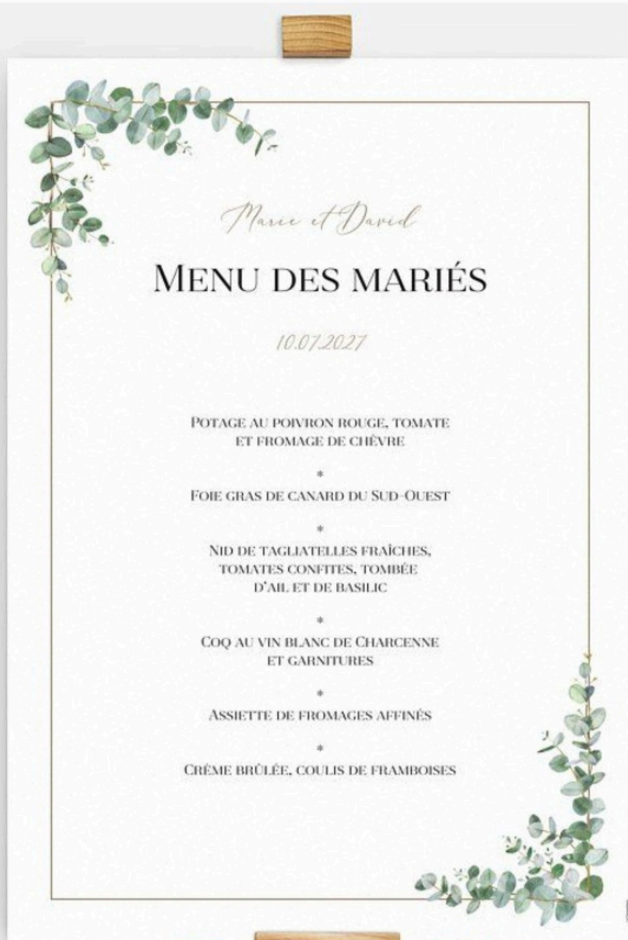 Marie et David
Menu des mariés
10.07.2027
Potage au poivron rouge, tomate
et fromage de chèvre
*
Foie gras de canard du Sud-Ouest
*
Nid de tagliatelles fraîches,
tomates confites, tombée
d'ail et de basilic
*
Coq au vin blanc de Charcenne
et garnitures
*
Assiette de fromages affinés
*
Crème brûlée, coulis de framboises